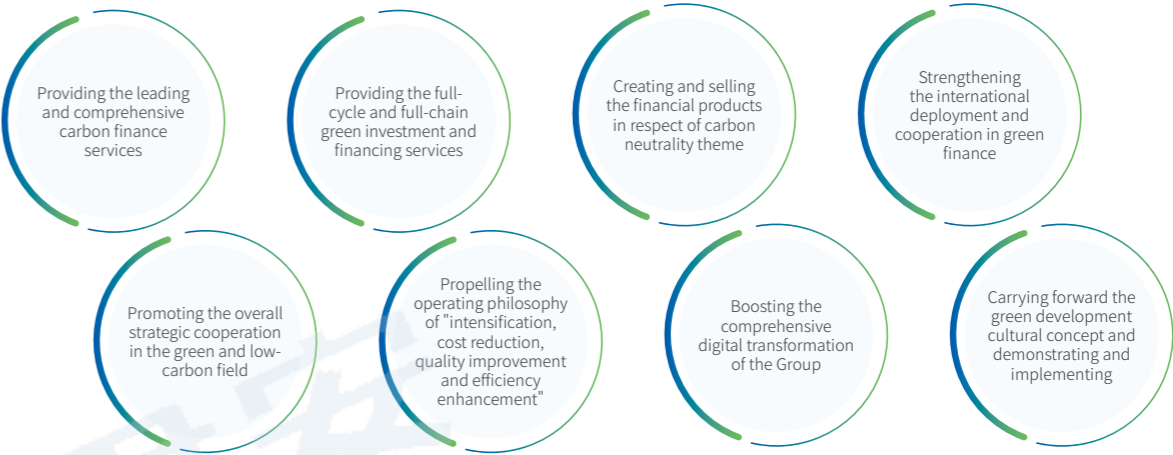 Providing the leading
and comprehensive
carbon finance
services
Providing the full-
cycle and full-chain
green investment and
financing services
Creating and selling
the financial products
in respect of carbon
neutrality theme
Strengthening
the international
deployment and
cooperation in green
finance
Promoting the overall
strategic cooperation
in the green and low-
carbon field
Propelling the
operating philosophy
of "intensification,
cost reduction,
quality improvement
and efficiency
enhancement"
Boosting the
comprehensive
digital transformation
of the Group
Carrying forward the
green development
cultural concept and
demonstrating and
implementing